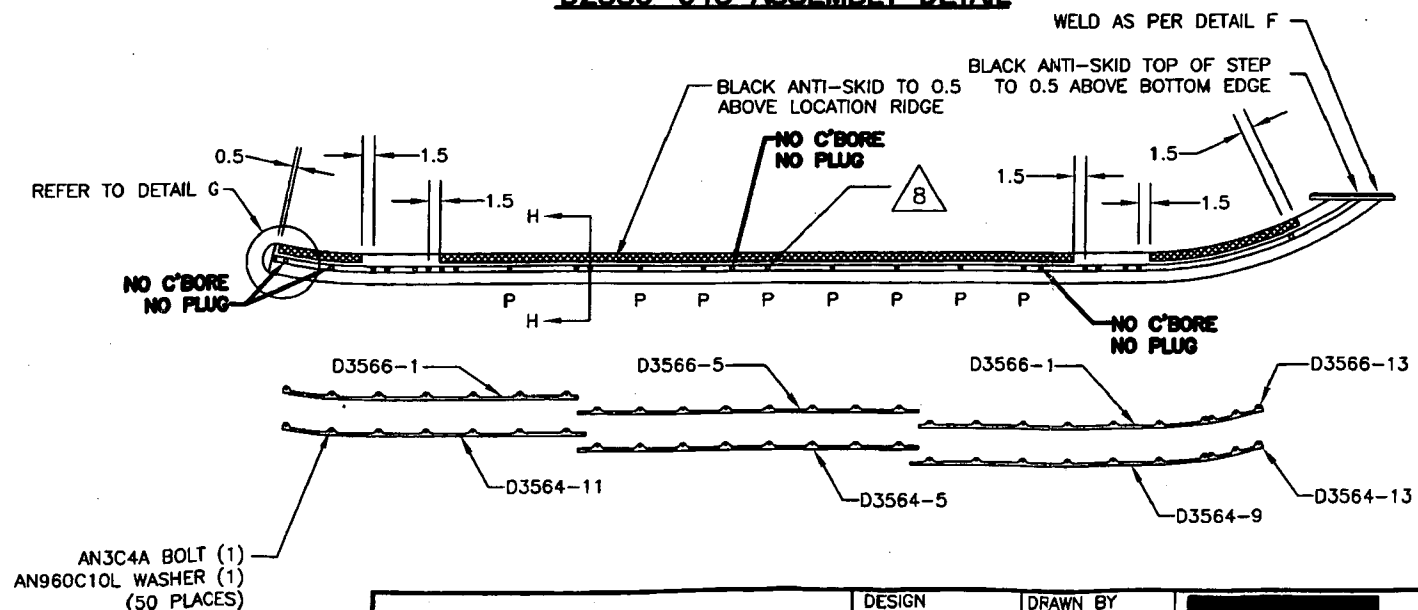 WELD AS PER DETAIL F
BLACK ANTI-SKID TO 0.5
ABOVE LOCATION RIDGE
BLACK ANTI-SKID TOP OF STEP
TO 0.5 ABOVE BOTTOM EDGE
NO C'BORE
NO PLUG
0.5
1.5
1.5
8
1.5
1.5
1.5
REFER TO DETAIL G
H
H
NO C'BORE
NO PLUG
P P P P P P P P
NO C'BORE
NO PLUG
D3566-1
D3566-5
D3566-1
D3566-13
D3564-11
D3564-5
D3564-9
D3564-13
AN3C4A BOLT (1)
AN960C10L WASHER (1)
(50 PLACES)
DESIGN
DRAWN BY